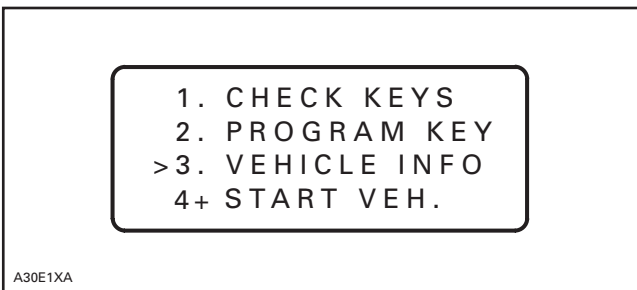 1. CHECK KEYS
2. PROGRAM KEY
>3. VEHICLE INFO
4+ START VEH.
A30E1XA